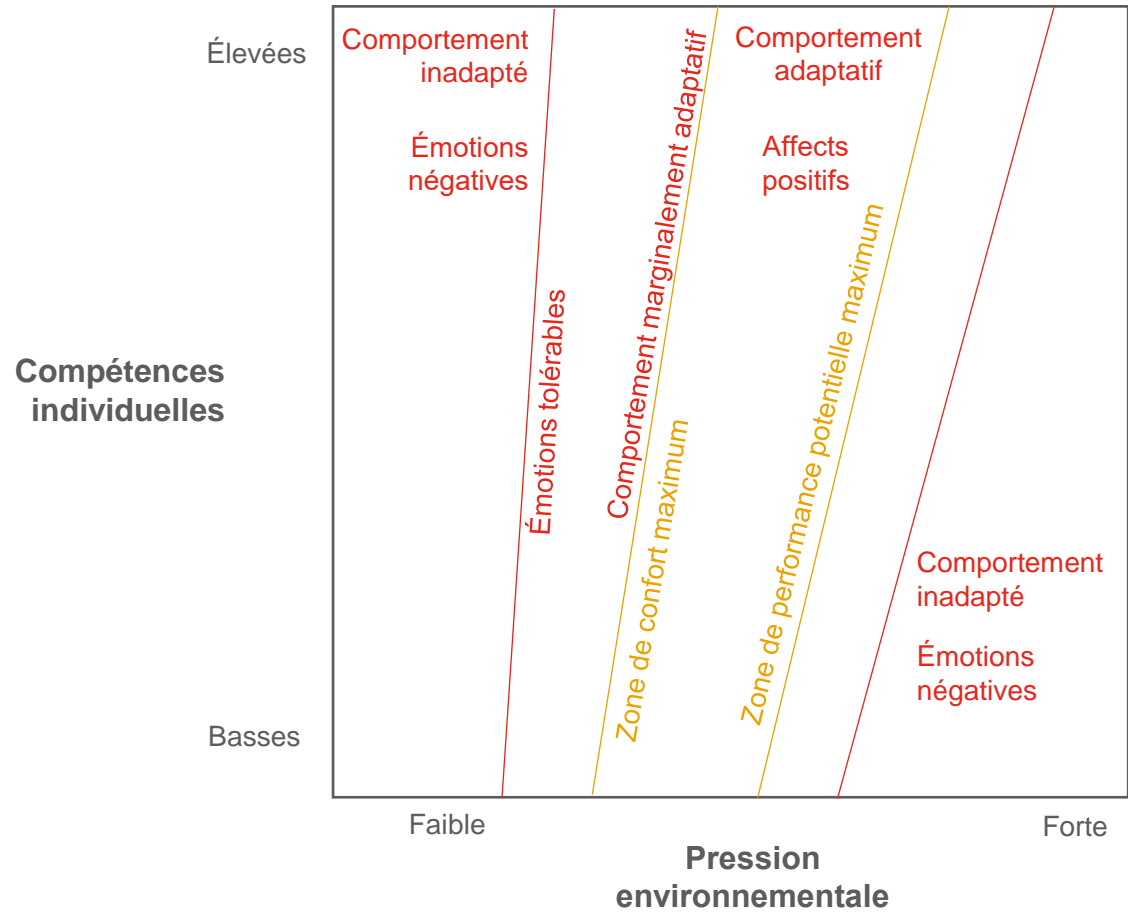 Élevées
Comportement
inadapté
Émotions
négatives
Émotions tolérables
Comportement marginalement adaptatif
Zone de confort maximum
Comportement
adaptatif
Affects
positifs
Zone de performance potentielle maximum
Comportement
inadapté
Émotions
négatives
Compétences
individuelles
Basses
Faible
Forte
Pression
environnementale